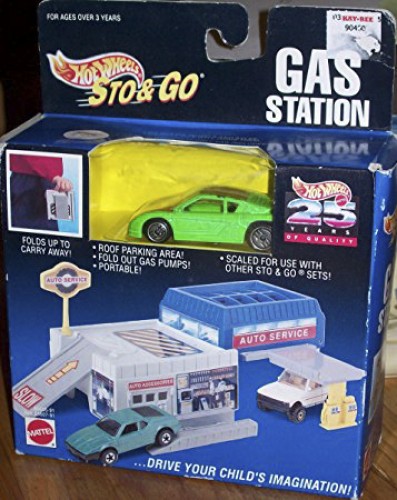 FOR AGES OVER 3 YEARS
KAY-BEE
Hot Wheels
STO & GO®
GAS
STATION
FOLDS UP TO
CARRY AWAY!
• ROOF PARKING AREA!
• FOLD OUT GAS PUMPS!
• PORTABLE!
• SCALED FOR USE WITH
OTHER STO & GO® SETS!
Hot Wheels
25
YEARS
OF QUALITY
AUTO SERVICE
AUTO SERVICE
AUTO ACCESSORIES
SLOW
MATTEL
...DRIVE YOUR CHILD'S IMAGINATION!